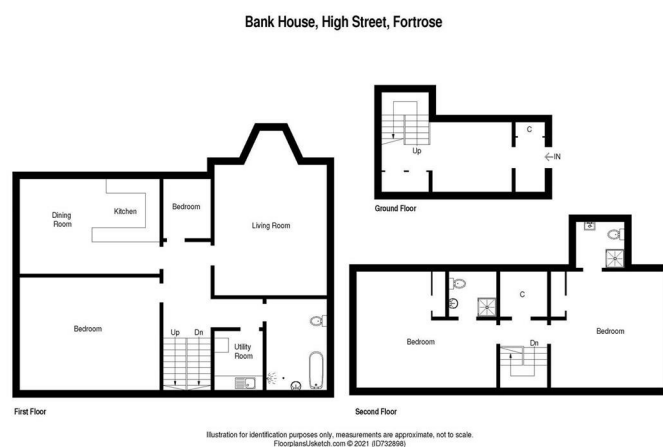 Bank House, High Street, Fortrose
C
Up
IN
Ground Floor
Dining
Room
Kitchen
Bedroom
Living Room
Bedroom
Up Dn
Utility
Room
First Floor
C
Bedroom
Dn
Bedroom
Second Floor
Illustration for identification purposes only, measurements are approximate, not to scale.
FloorplansUsketch.com © 2021 (ID732898)